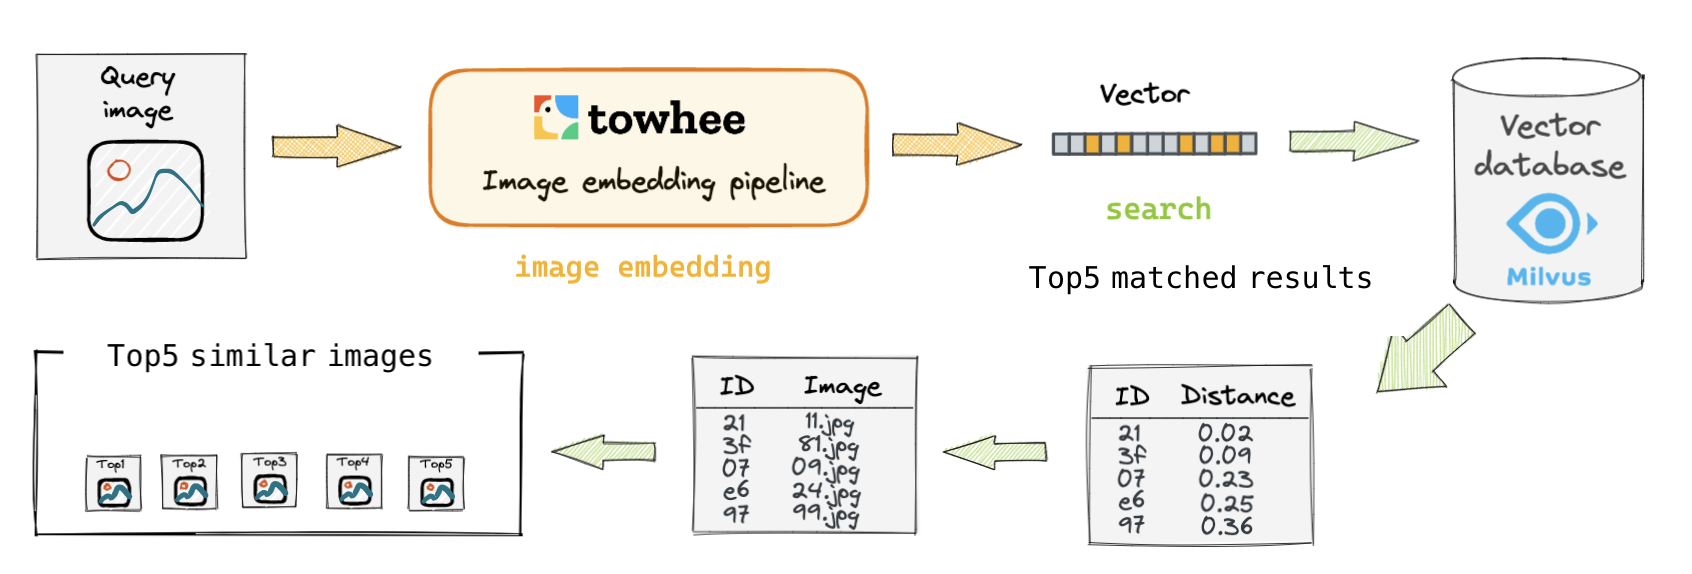 Query
image
towhee
Image embedding pipeline
image embedding
Vector
search
Top5 matched results
Vector
database
Milvus
Top5 similar images
Top1 Top2 Top3 Top4 Top5
ID Image
21 11.jpg
3f 81.jpg
07 09.jpg
e6 24.jpg
97 99.jpg
ID Distance
21 0.02
3f 0.09
07 0.23
e6 0.25
97 0.36